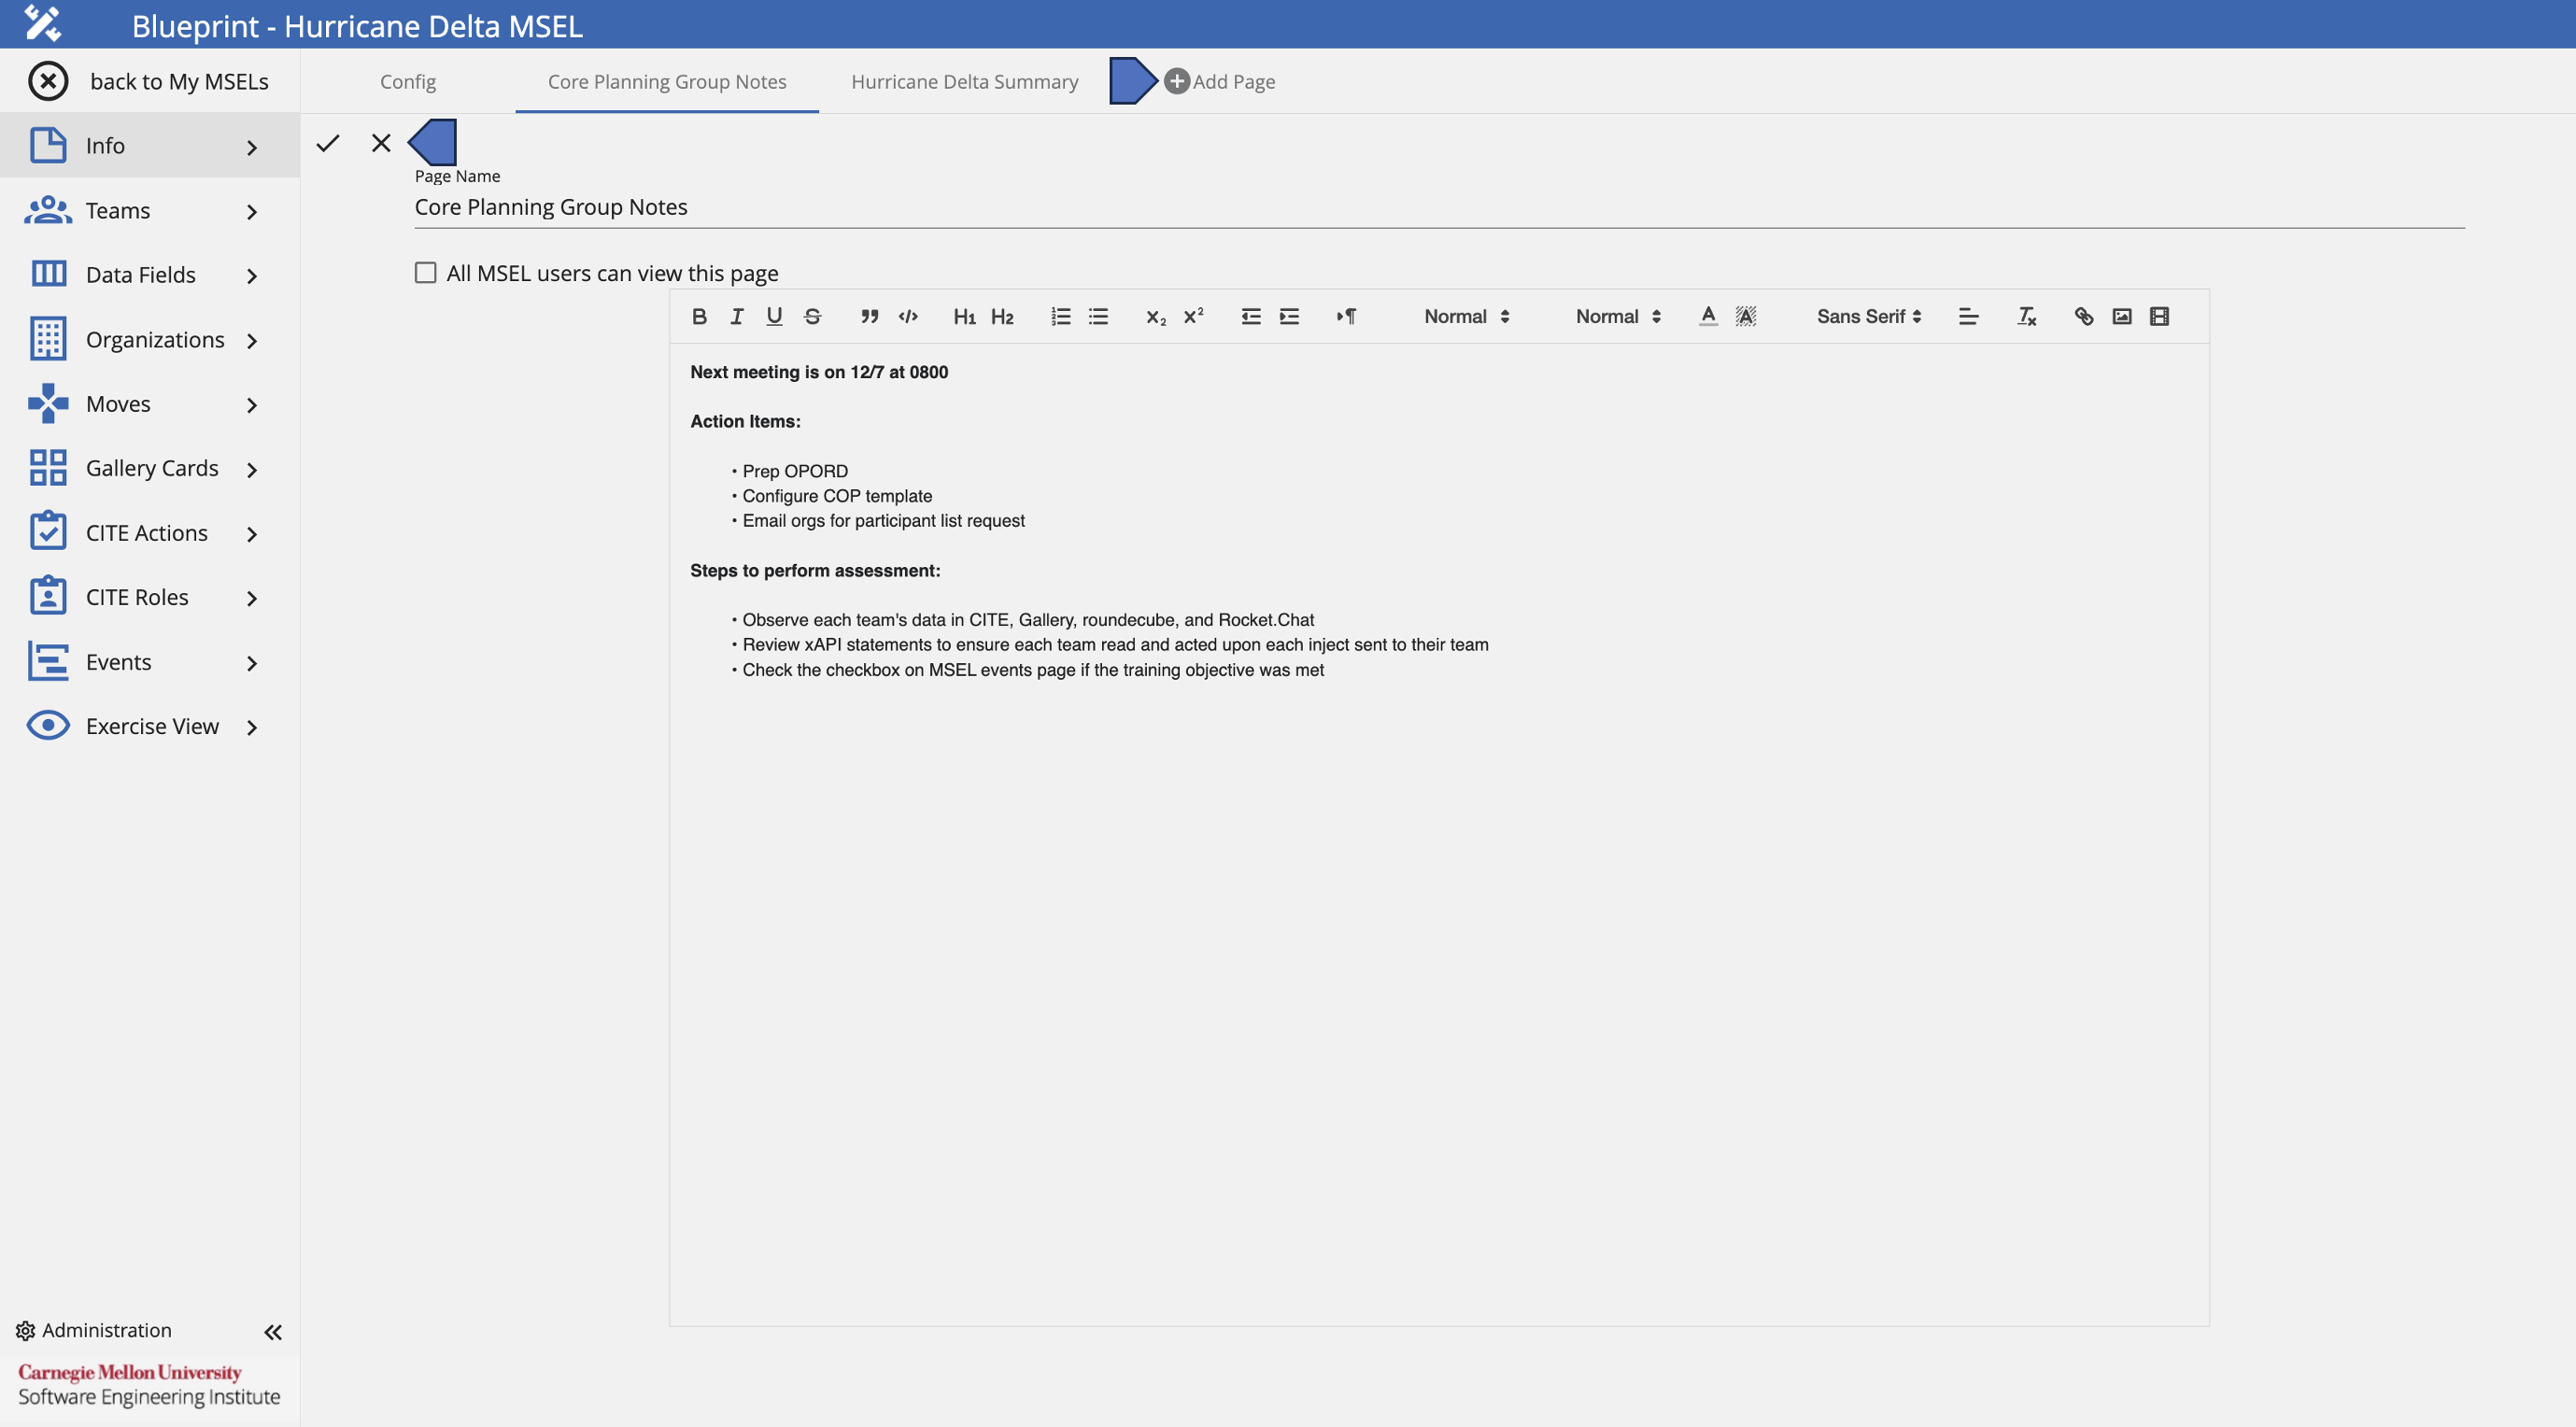 Blueprint - Hurricane Delta MSEL
back to My MSELs
Config
Core Planning Group Notes
Hurricane Delta Summary
Add Page
Info
Teams
Data Fields
Organizations
Moves
Gallery Cards
CITE Actions
CITE Roles
Events
Exercise View
Page Name
Core Planning Group Notes
All MSEL users can view this page
B I U S ” </> H1 H2 x2 x2 ¶ Normal Normal A A Sans Serif Tx
Next meeting is on 12/7 at 0800
Action Items:
• Prep OPORD
• Configure COP template
• Email orgs for participant list request
Steps to perform assessment:
• Observe each team's data in CITE, Gallery, roundecube, and Rocket.Chat
• Review xAPI statements to ensure each team read and acted upon each inject sent to their team
• Check the checkbox on MSEL events page if the training objective was met
Administration
Carnegie Mellon University
Software Engineering Institute